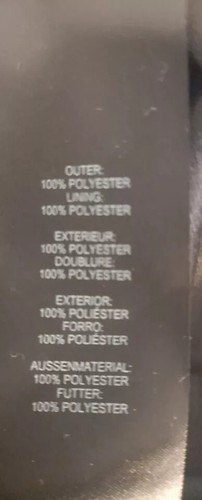 OUTER:
100% POLYESTER
LINING:
100% POLYESTER
EXTERIEUR:
100% POLYESTER
DOUBLURE:
100% POLYESTER
EXTERIOR:
100% POLIÉSTER
FORRO:
100% POLIÉSTER
AUSSENMATERIAL:
100% POLYESTER
FUTTER:
100% POLYESTER